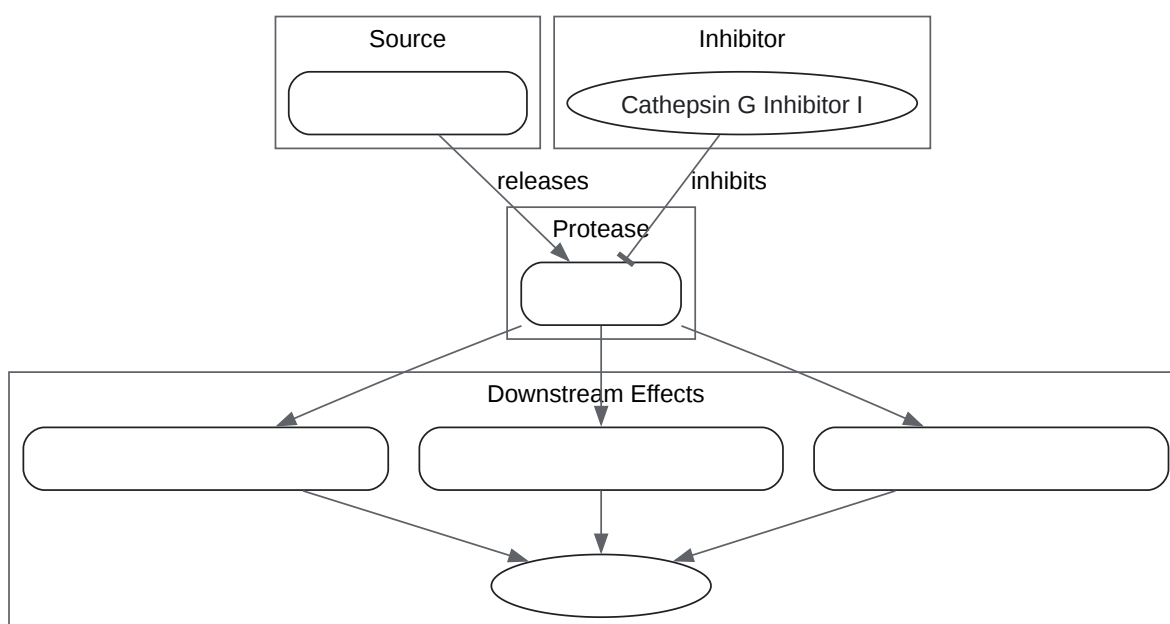 Source
Inhibitor
Cathepsin G Inhibitor I
releases
inhibits
Protease
Downstream Effects